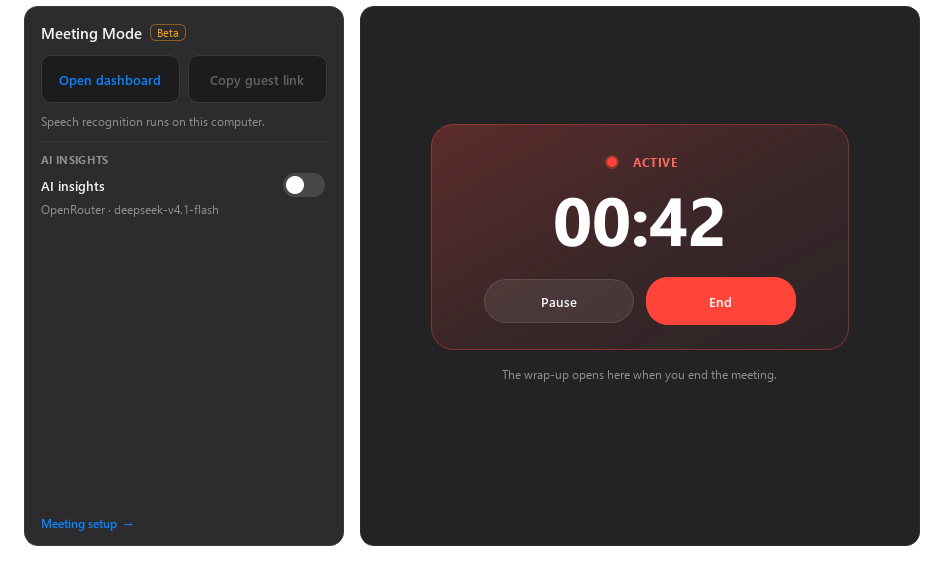 Meeting Mode Beta
Open dashboard
Copy guest link
Speech recognition runs on this computer.
AI INSIGHTS
AI insights
OpenRouter · deepseek-v4.1-flash
Meeting setup →
ACTIVE
00:42
Pause
End
The wrap-up opens here when you end the meeting.